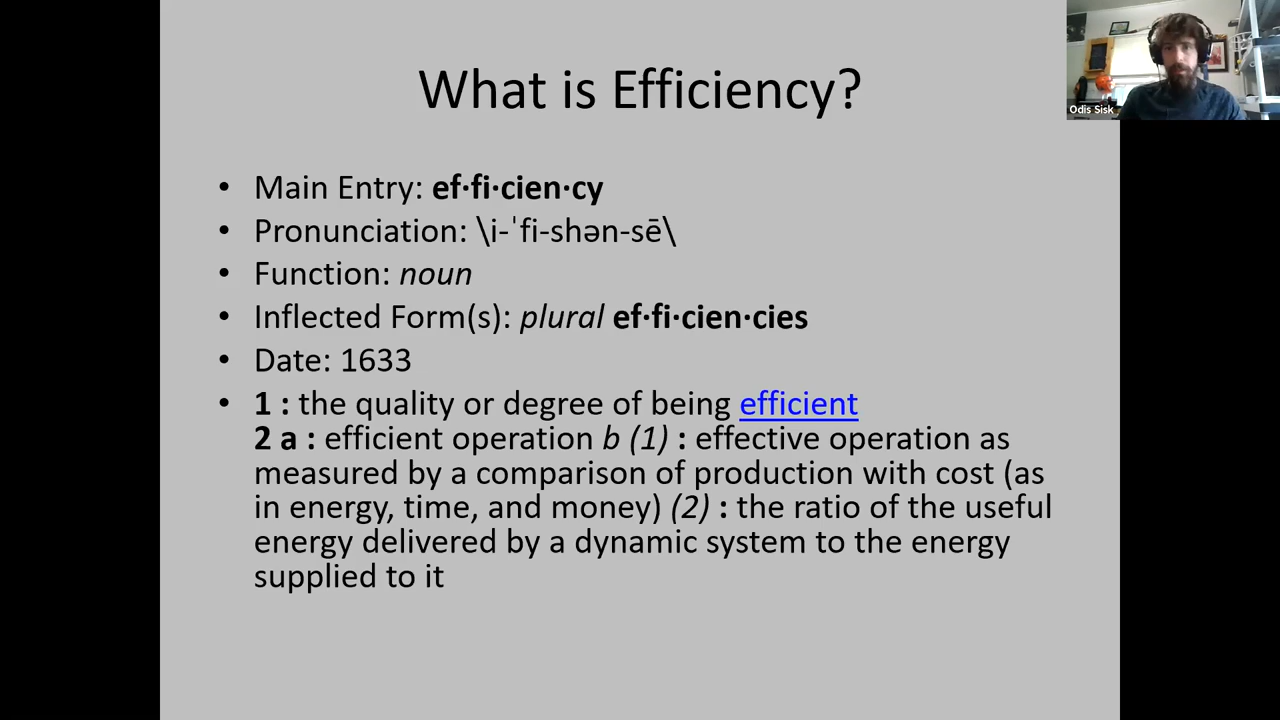 What is Efficiency?
Odis Sisk
• Main Entry: ef·fi·cien·cy
• Pronunciation: \i-ˈfi-shən-sē\
• Function: noun
• Inflected Form(s): plural ef·fi·cien·cies
• Date: 1633
• 1 : the quality or degree of being efficient
2 a : efficient operation b (1) : effective operation as
measured by a comparison of production with cost (as
in energy, time, and money) (2) : the ratio of the useful
energy delivered by a dynamic system to the energy
supplied to it